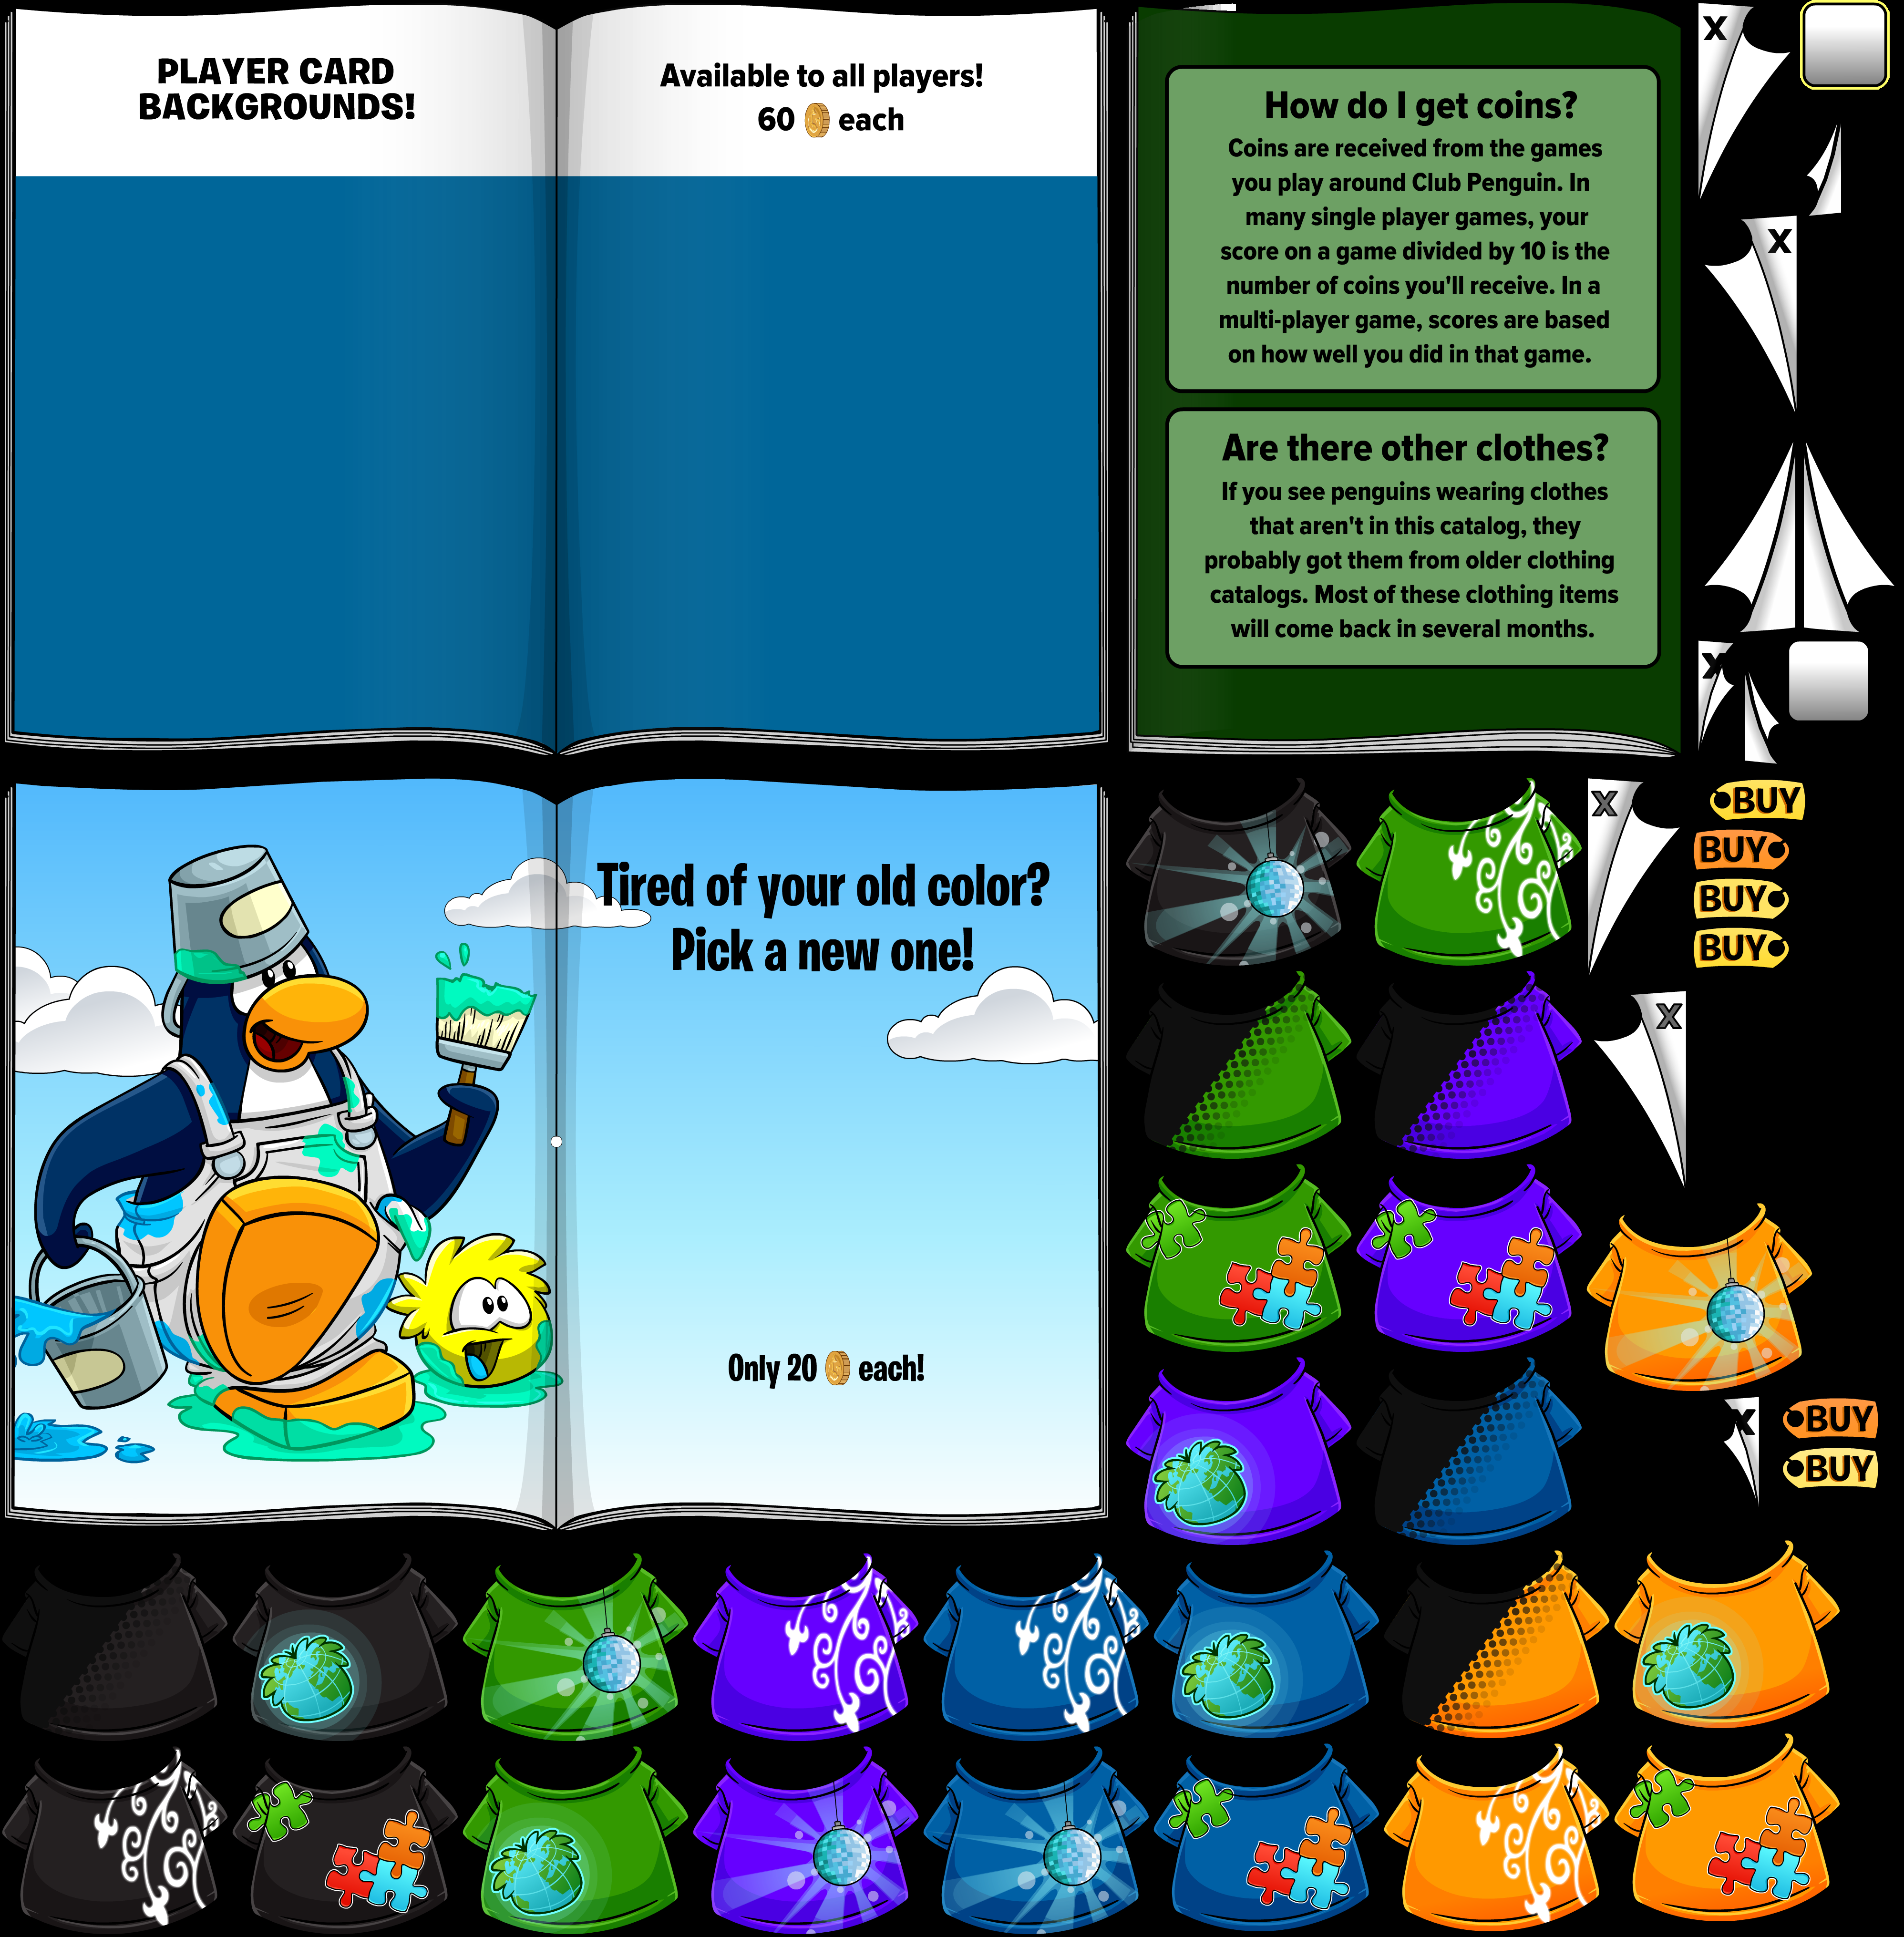 PLAYER CARD
BACKGROUNDS!
Available to all players!
60 each
How do I get coins?
Coins are received from the games
you play around Club Penguin. In
many single player games, your
score on a game divided by 10 is the
number of coins you'll receive. In a
multi-player game, scores are based
on how well you did in that game.
Are there other clothes?
If you see penguins wearing clothes
that aren't in this catalog, they
probably got them from older clothing
catalogs. Most of these clothing items
will come back in several months.
X
X
X
Tired of your old color?
Pick a new one!
Only 20 each!
X
X
BUY
BUY
BUY
BUY
X
BUY
BUY